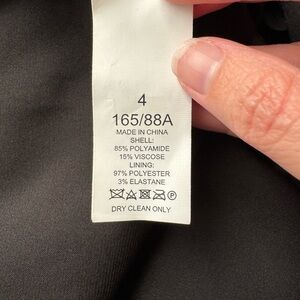 4
165/88A
MADE IN CHINA
SHELL:
85% POLYAMIDE
15% VISCOSE
LINING:
97% POLYESTER
3% ELASTANE
DRY CLEAN ONLY